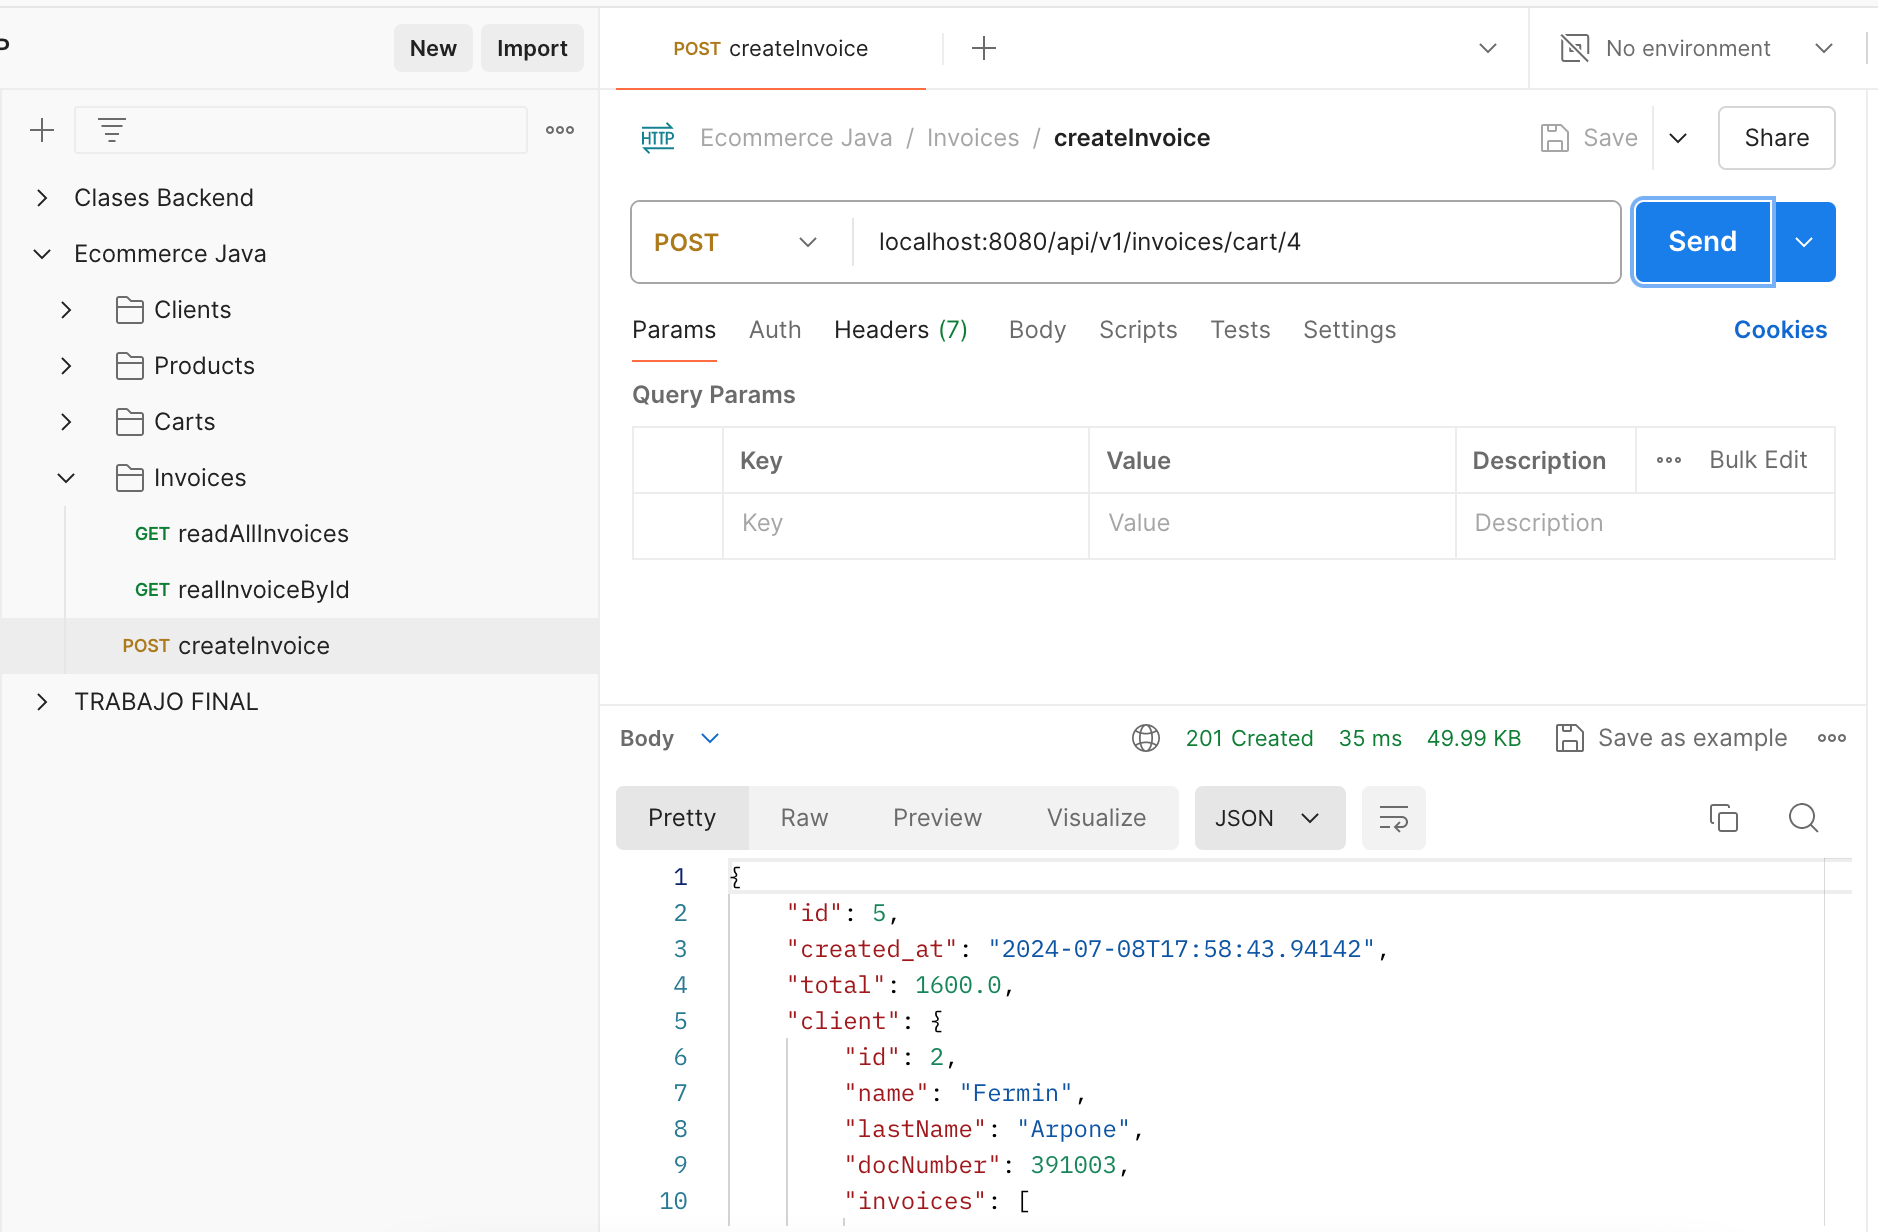 New Import
Clases Backend
Ecommerce Java
Clients
Products
Carts
Invoices
GET readAllInvoices
GET realInvoiceById
POST createInvoice
TRABAJO FINAL
POST createInvoice
No environment
HTTP Ecommerce Java / Invoices / createInvoice
Save
Share
POST localhost:8080/api/v1/invoices/cart/4
Send
Params Auth Headers (7) Body Scripts Tests Settings Cookies
Query Params
Key Value Description Bulk Edit
Key Value Description
Body 201 Created 35 ms 49.99 KB Save as example
Pretty Raw Preview Visualize JSON
1 {
2 "id": 5,
3 "created_at": "2024-07-08T17:58:43.94142",
4 "total": 1600.0,
5 "client": {
6 "id": 2,
7 "name": "Fermin",
8 "lastName": "Arpone",
9 "docNumber": 391003,
10 "invoices": [